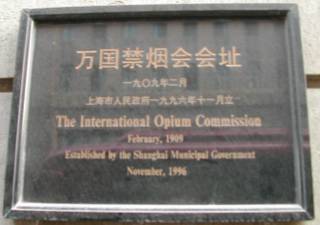 万国禁烟会会址
一九〇九年二月
上海市人民政府一九九六年十一月立
The International Opium Commission
February, 1909
Established by the Shanghai Municipal Government
November, 1996